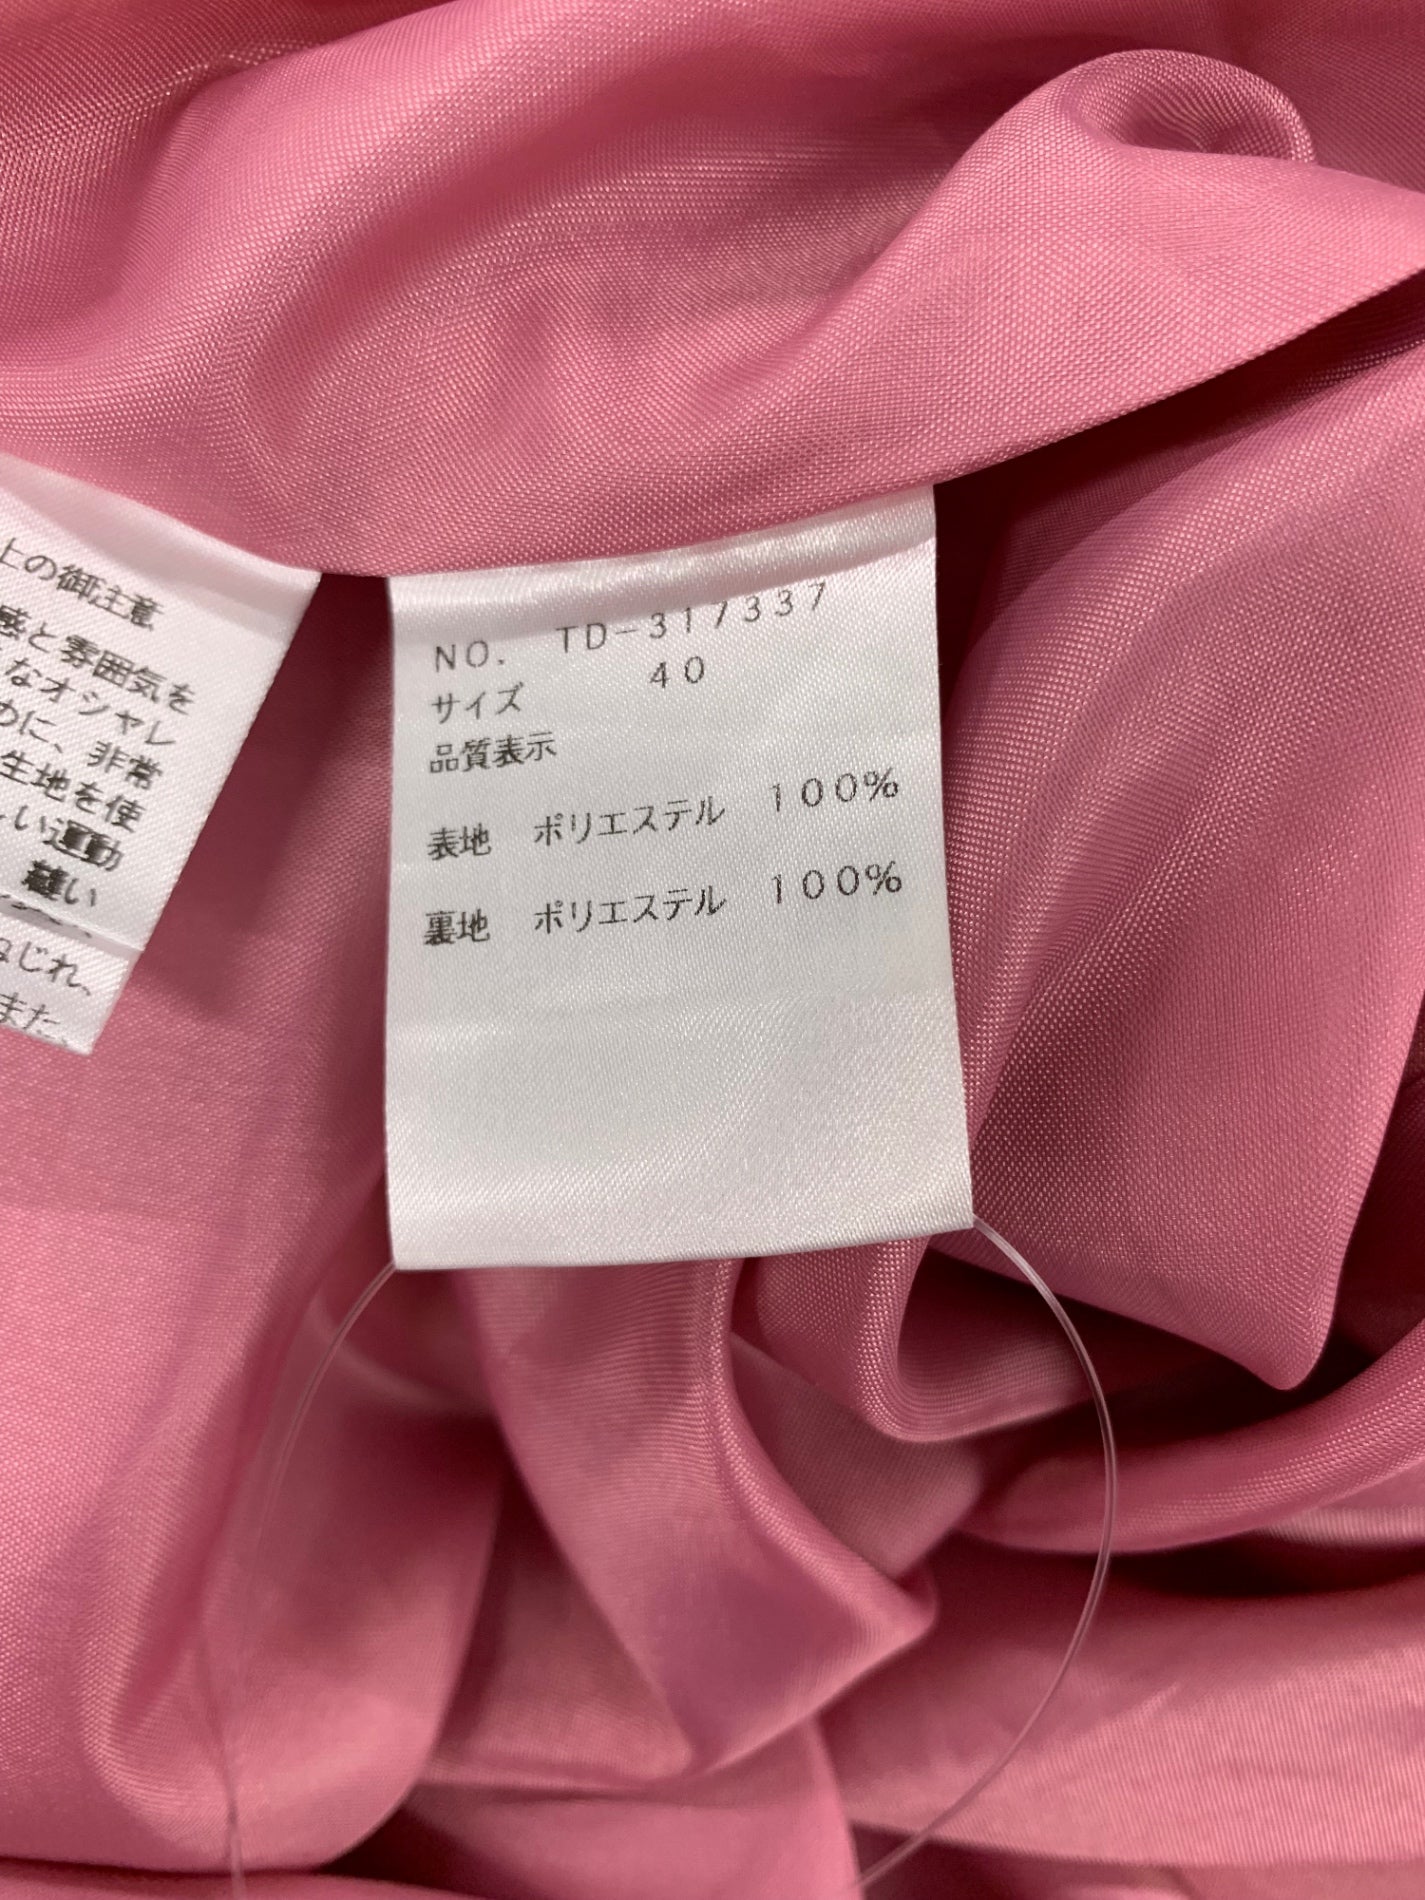 上の御注意
感と雰囲気を
なオシャレ
めに、非常
生地を使
しい運動
縫い
ねじれ、
また
NO. TD-317337
サイズ 40
品質表示
表地 ポリエステル 100%
裏地 ポリエステル 100%